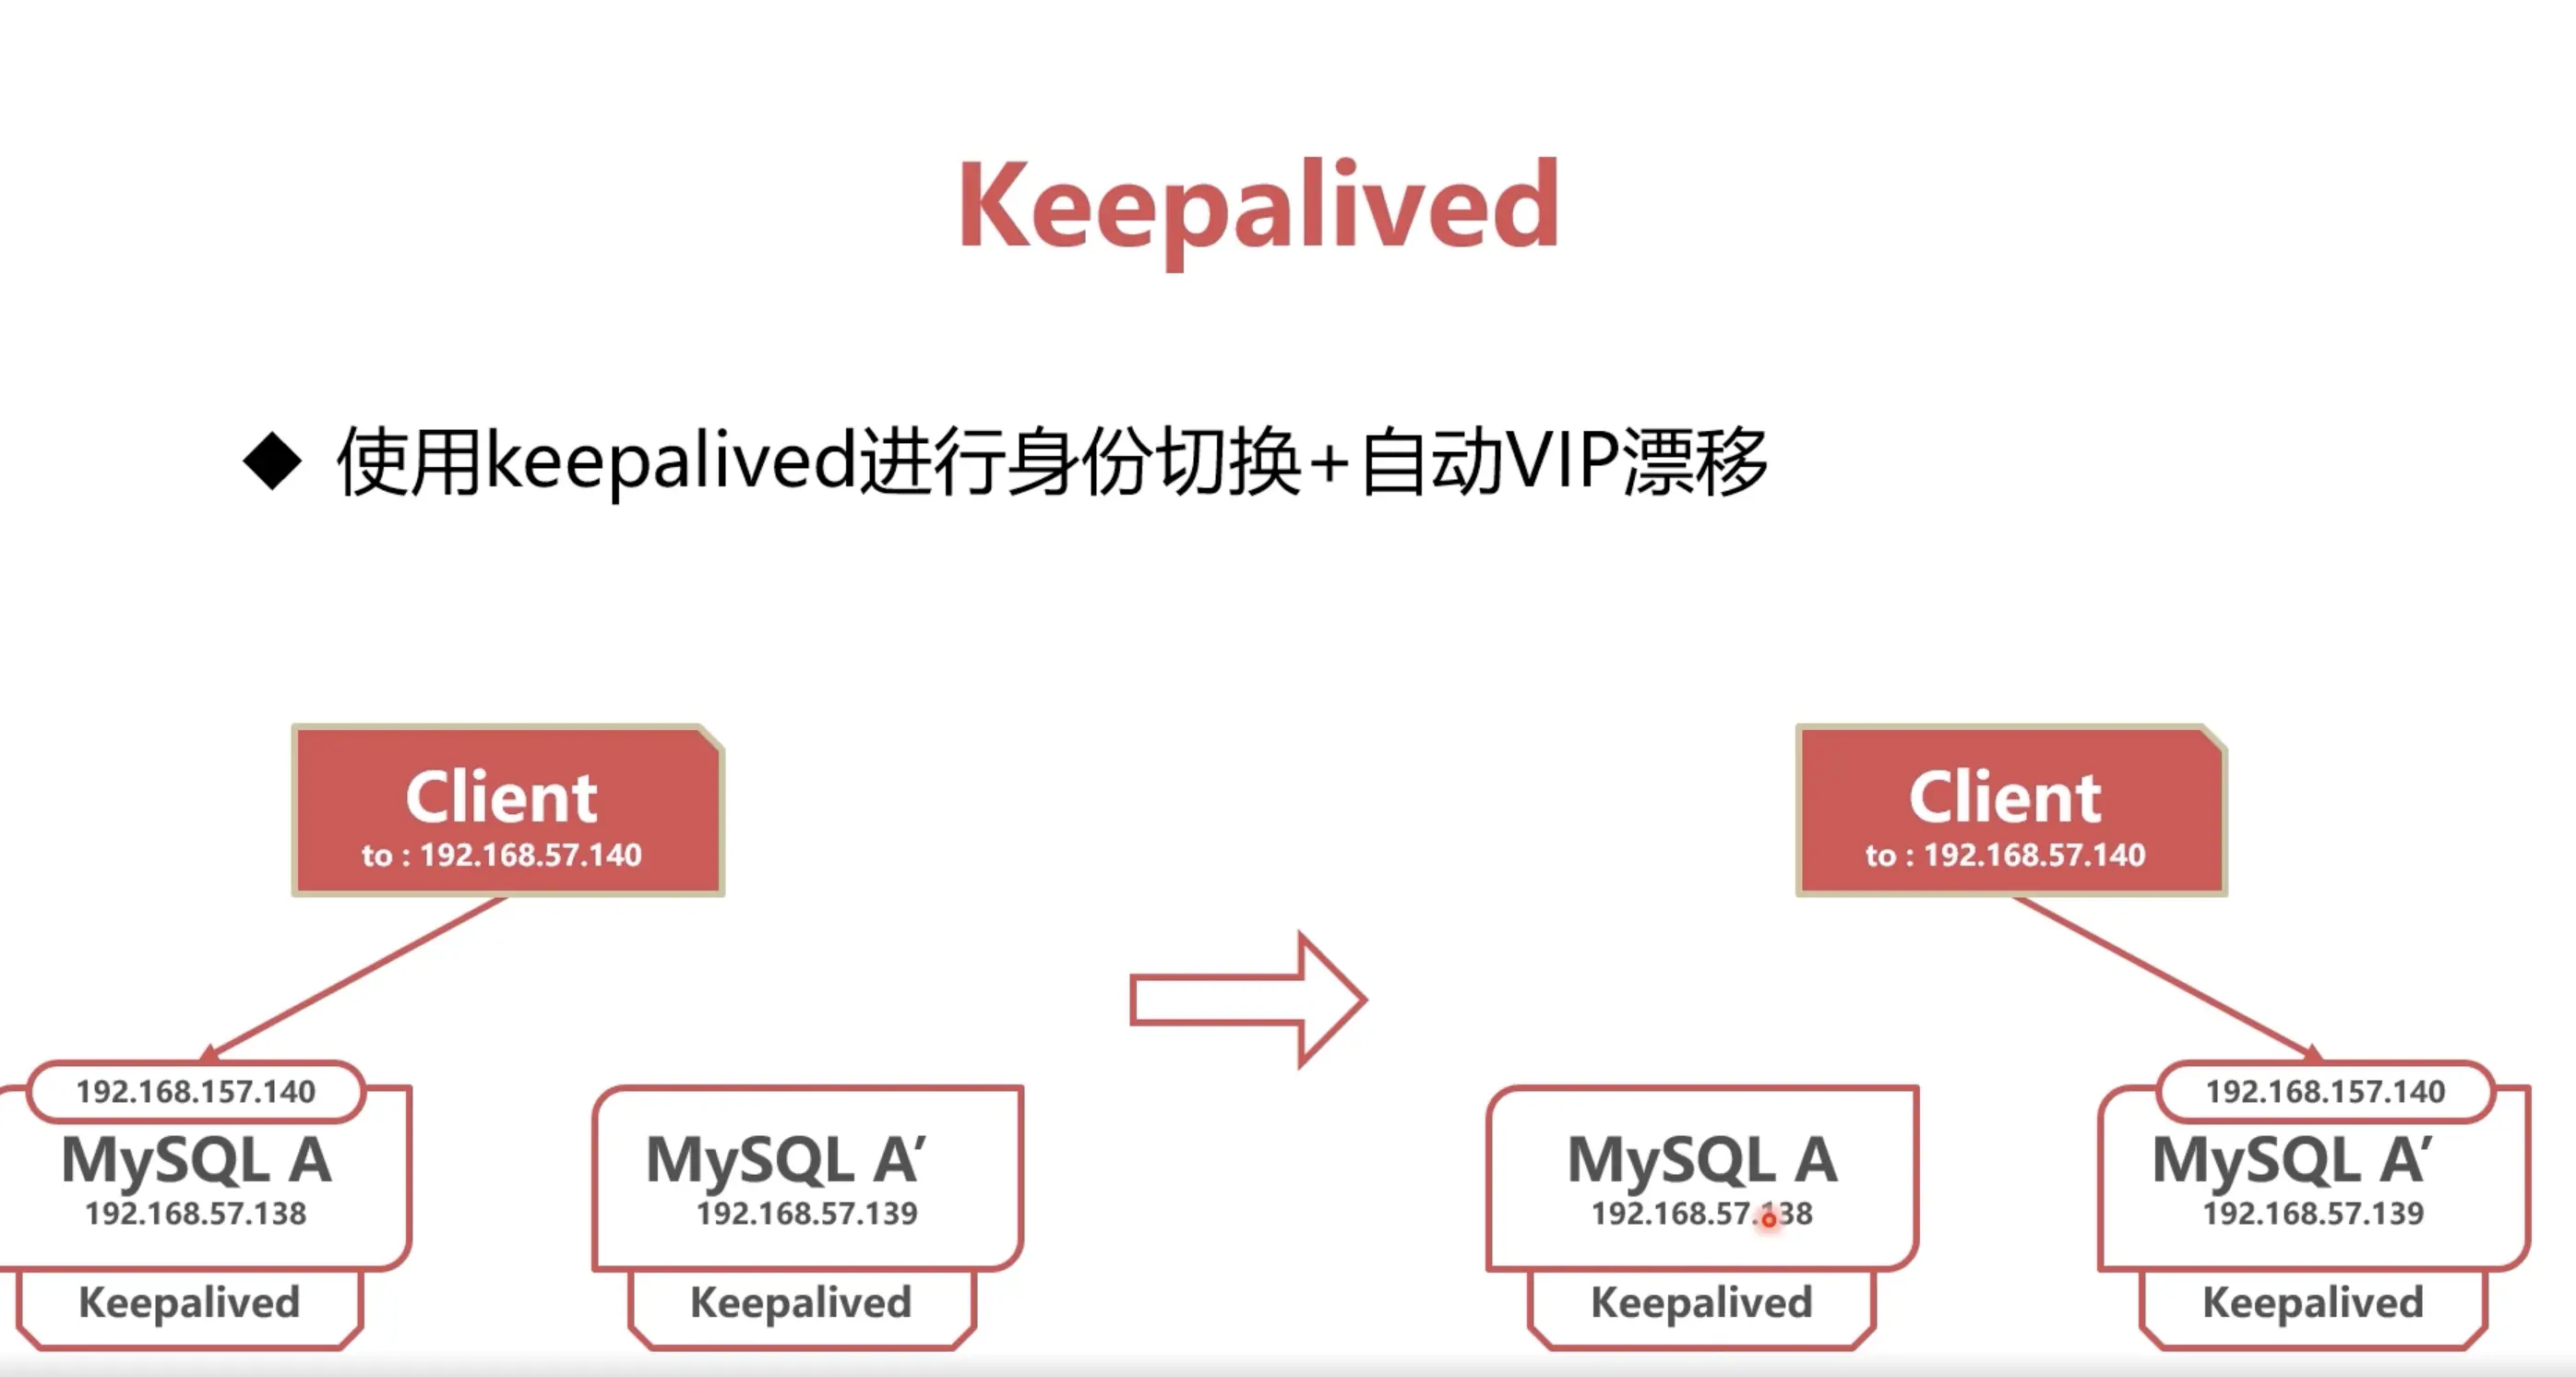 Keepalived
◆ 使用keepalived进行身份切换+自动VIP漂移
Client
to : 192.168.57.140
192.168.157.140
MySQL A
192.168.57.138
Keepalived
MySQL A’
192.168.57.139
Keepalived
Client
to : 192.168.57.140
MySQL A
192.168.57.138
Keepalived
192.168.157.140
MySQL A’
192.168.57.139
Keepalived